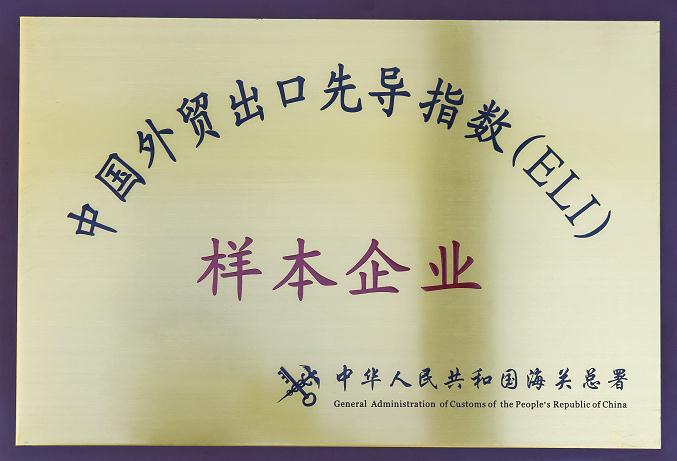 中国外贸出口先导指数(ELI)
样本企业
中华人民共和国海关总署
General Administration of Customs of the People's Republic of China